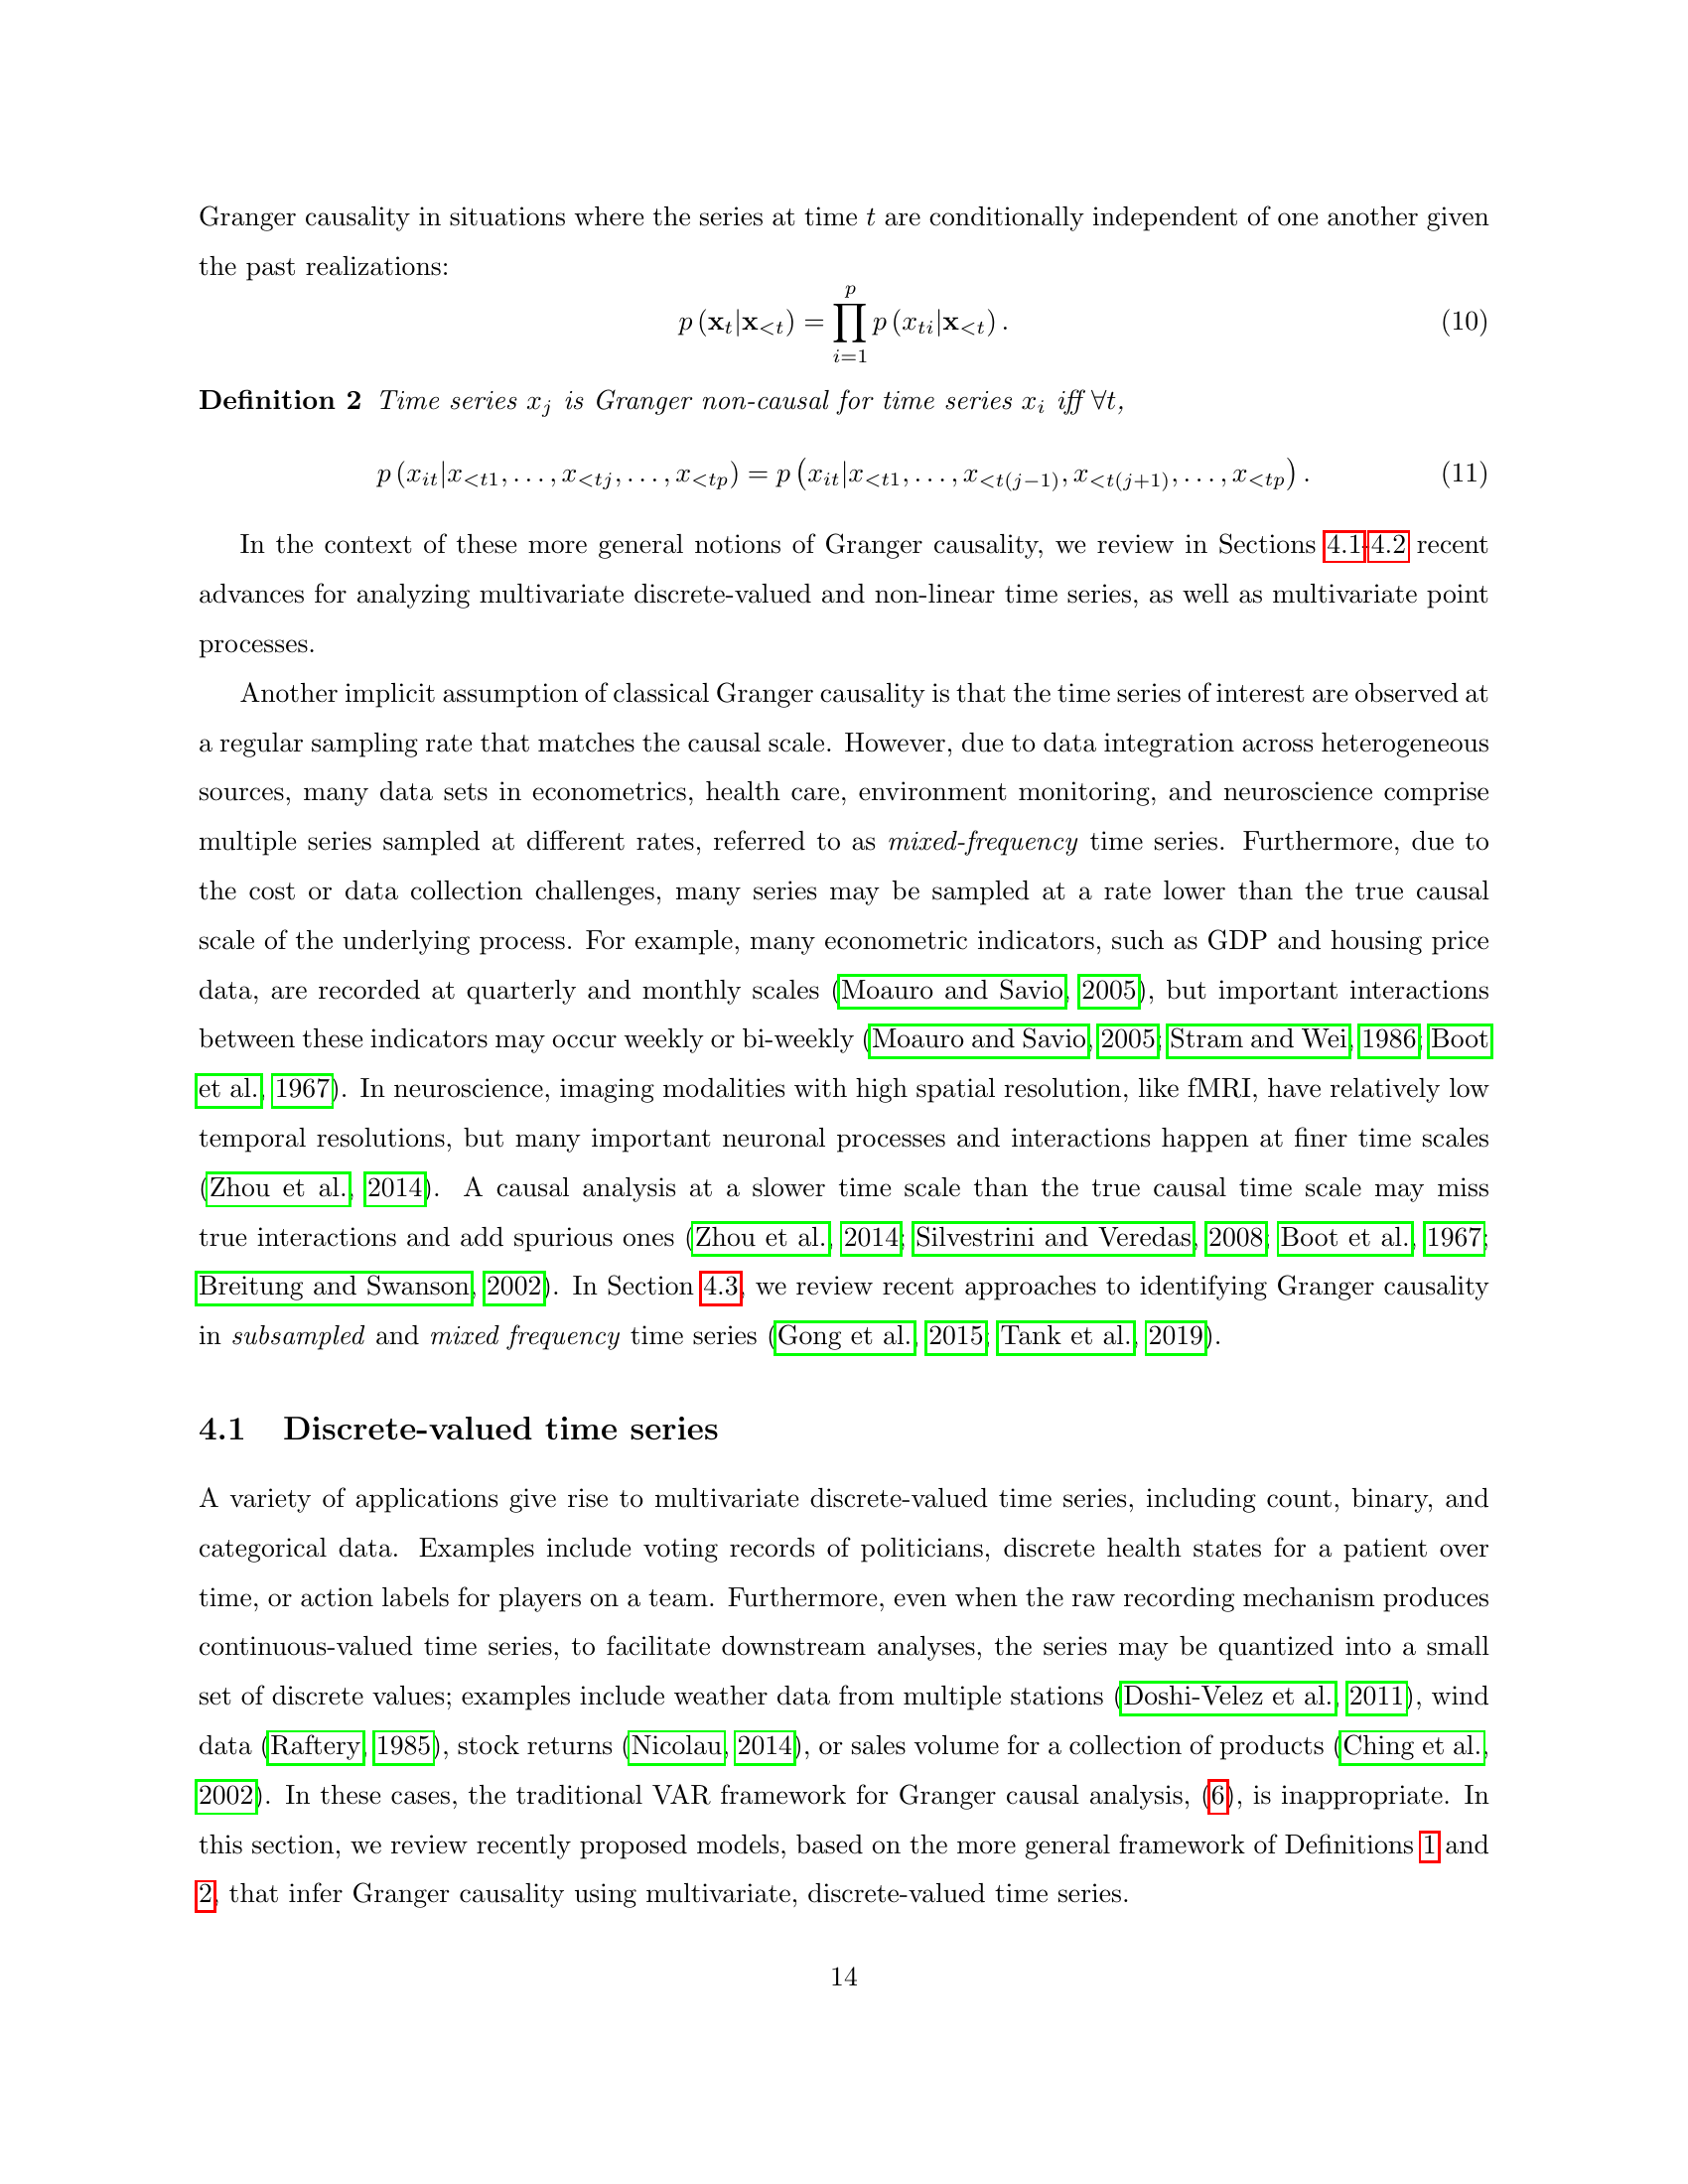 Granger causality in situations where the series at time t are conditionally independent of one another given
the past realizations:
p (x_t|x_{<t}) = ∏_{i=1}^{p} p (x_{ti}|x_{<t}) . (10)
Definition 2 Time series x_j is Granger non-causal for time series x_i iff ∀t,
p (x_{it}|x_{<t1}, . . . , x_{<tj}, . . . , x_{<tp}) = p (x_{it}|x_{<t1}, . . . , x_{<t(j−1)}, x_{<t(j+1)}, . . . , x_{<tp}) . (11)
In the context of these more general notions of Granger causality, we review in Sections 4.1-4.2 recent
advances for analyzing multivariate discrete-valued and non-linear time series, as well as multivariate point
processes.
Another implicit assumption of classical Granger causality is that the time series of interest are observed at
a regular sampling rate that matches the causal scale. However, due to data integration across heterogeneous
sources, many data sets in econometrics, health care, environment monitoring, and neuroscience comprise
multiple series sampled at different rates, referred to as mixed-frequency time series. Furthermore, due to
the cost or data collection challenges, many series may be sampled at a rate lower than the true causal
scale of the underlying process. For example, many econometric indicators, such as GDP and housing price
data, are recorded at quarterly and monthly scales (Moauro and Savio, 2005), but important interactions
between these indicators may occur weekly or bi-weekly (Moauro and Savio, 2005; Stram and Wei, 1986; Boot
et al., 1967). In neuroscience, imaging modalities with high spatial resolution, like fMRI, have relatively low
temporal resolutions, but many important neuronal processes and interactions happen at finer time scales
(Zhou et al., 2014). A causal analysis at a slower time scale than the true causal time scale may miss
true interactions and add spurious ones (Zhou et al., 2014; Silvestrini and Veredas, 2008; Boot et al., 1967;
Breitung and Swanson, 2002). In Section 4.3, we review recent approaches to identifying Granger causality
in subsampled and mixed frequency time series (Gong et al., 2015; Tank et al., 2019).
4.1 Discrete-valued time series
A variety of applications give rise to multivariate discrete-valued time series, including count, binary, and
categorical data. Examples include voting records of politicians, discrete health states for a patient over
time, or action labels for players on a team. Furthermore, even when the raw recording mechanism produces
continuous-valued time series, to facilitate downstream analyses, the series may be quantized into a small
set of discrete values; examples include weather data from multiple stations (Doshi-Velez et al., 2011), wind
data (Raftery, 1985), stock returns (Nicolau, 2014), or sales volume for a collection of products (Ching et al.,
2002). In these cases, the traditional VAR framework for Granger causal analysis, (6), is inappropriate. In
this section, we review recently proposed models, based on the more general framework of Definitions 1 and
2, that infer Granger causality using multivariate, discrete-valued time series.
14